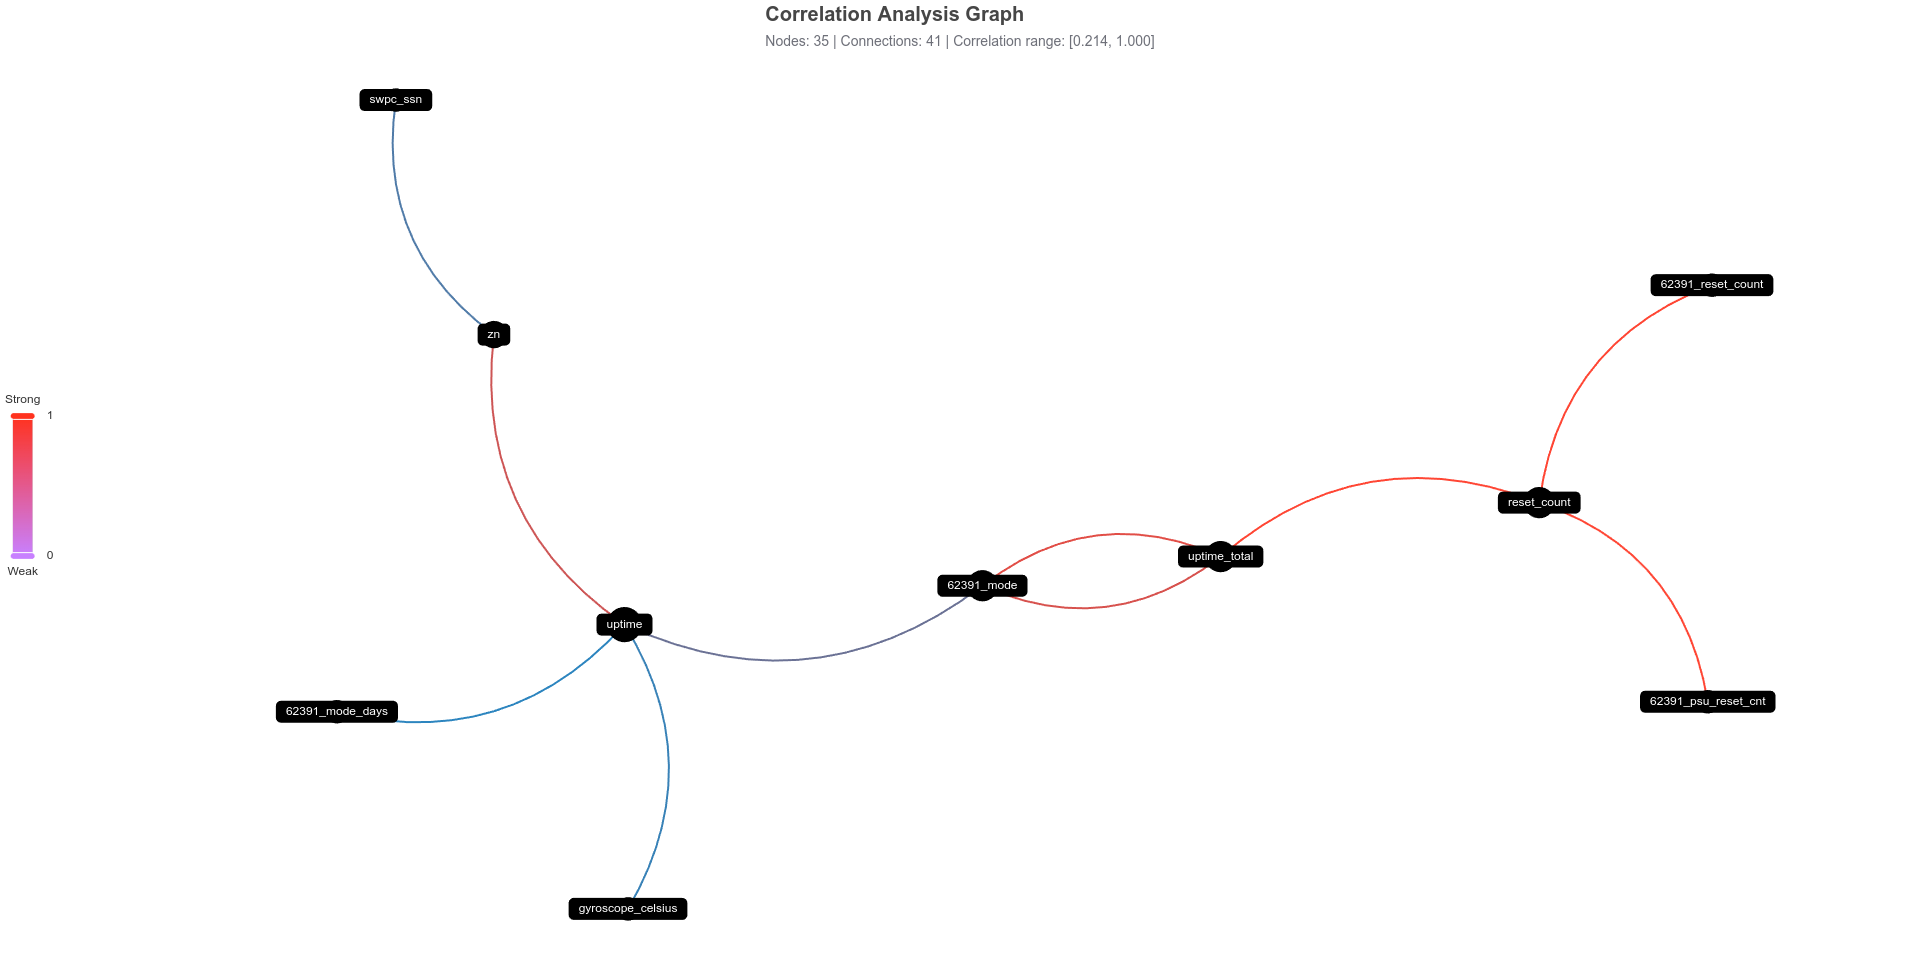 Correlation Analysis Graph
Nodes: 35 | Connections: 41 | Correlation range: [0.214, 1.000]
swpc_ssn
62391_reset_count
zn
Strong
1
0
Weak
reset_count
uptime_total
62391_mode
uptime
62391_psu_reset_cnt
62391_mode_days
gyroscope_celsius